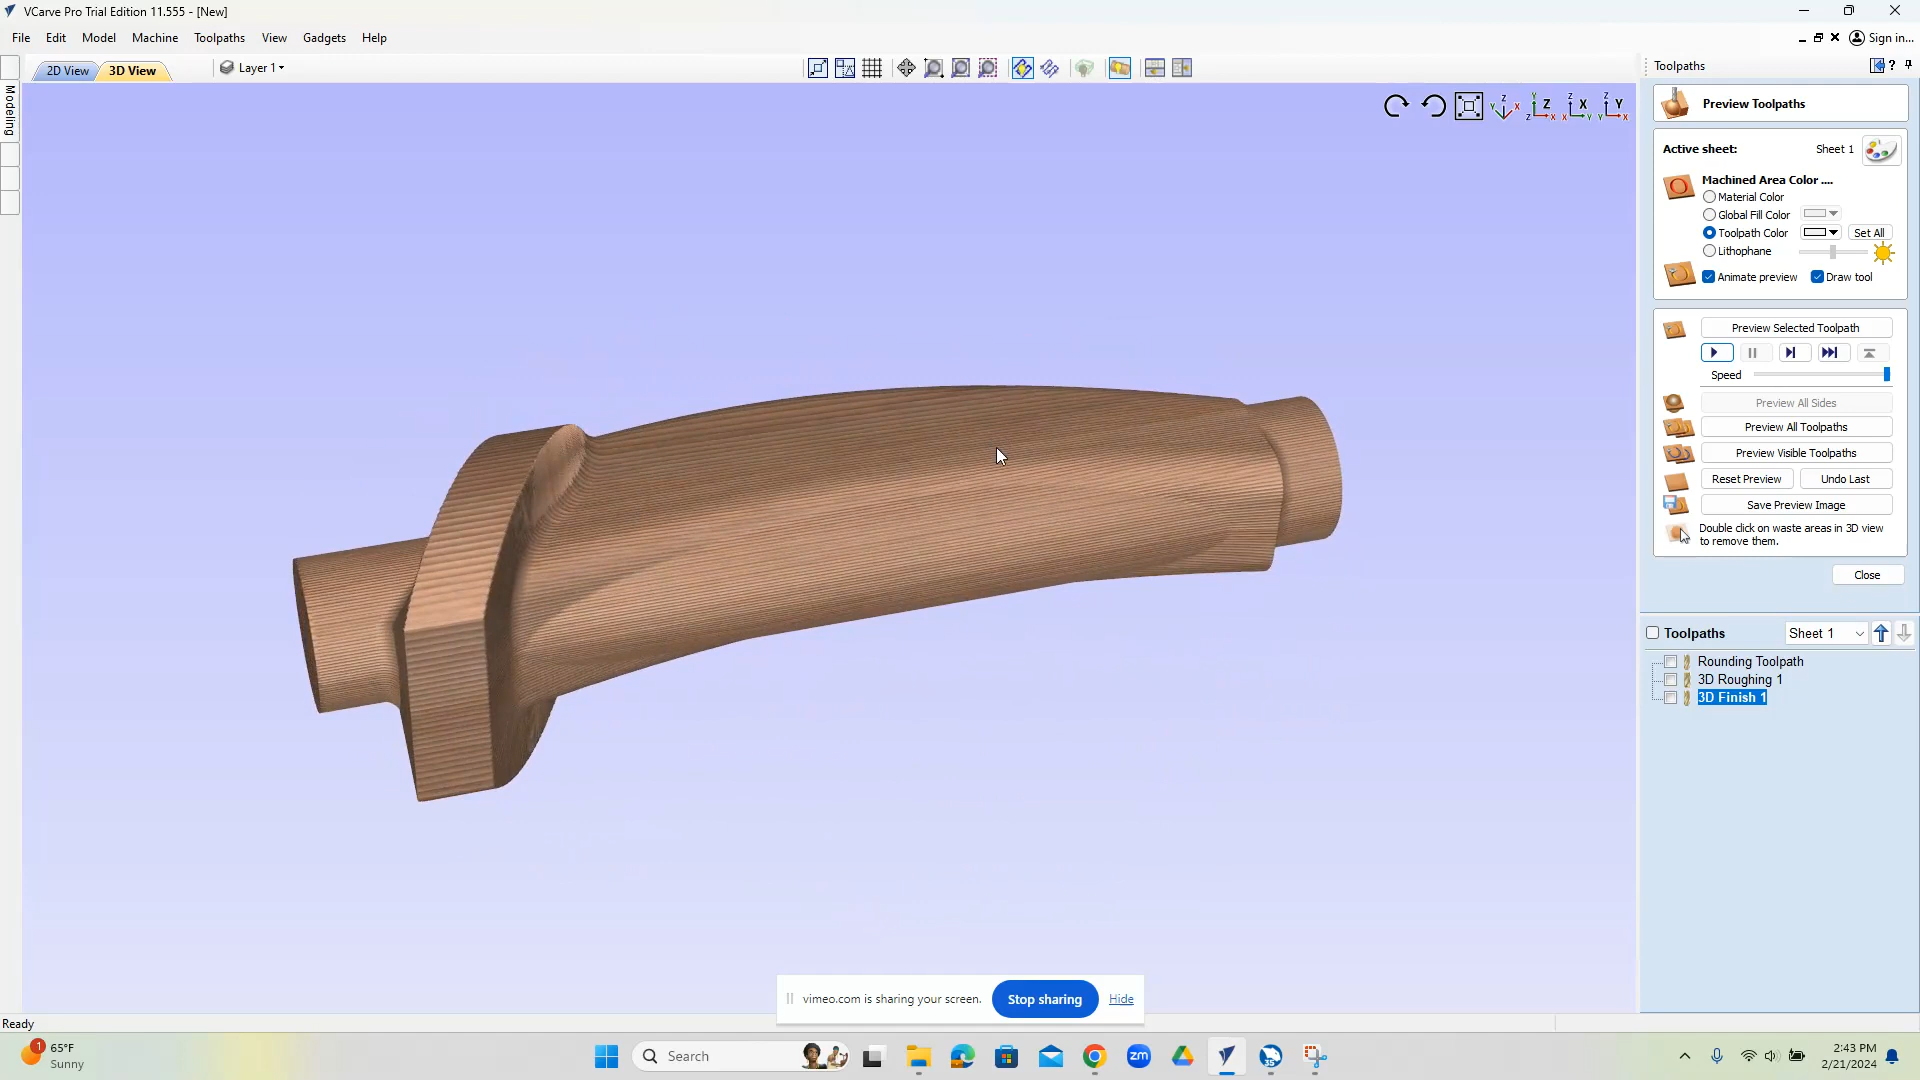 VCarve Pro Trial Edition 11.555 - [New]
File Edit Model Machine Toolpaths View Gadgets Help
Sign in...
2D View 3D View Layer 1
Modeling
Toolpaths
Preview Toolpaths
Active sheet: Sheet 1
Machined Area Color ....
Material Color
Global Fill Color
Toolpath Color Set All
Lithophane
Animate preview Draw tool
Preview Selected Toolpath
Speed
Preview All Sides
Preview All Toolpaths
Preview Visible Toolpaths
Reset Preview Undo Last
Save Preview Image
Double click on waste areas in 3D view
to remove them.
Close
Toolpaths Sheet 1
Rounding Toolpath
3D Roughing 1
3D Finish 1
vimeo.com is sharing your screen. Stop sharing Hide
Ready
1
65°F
Sunny
Search
zm
2:43 PM
2/21/2024